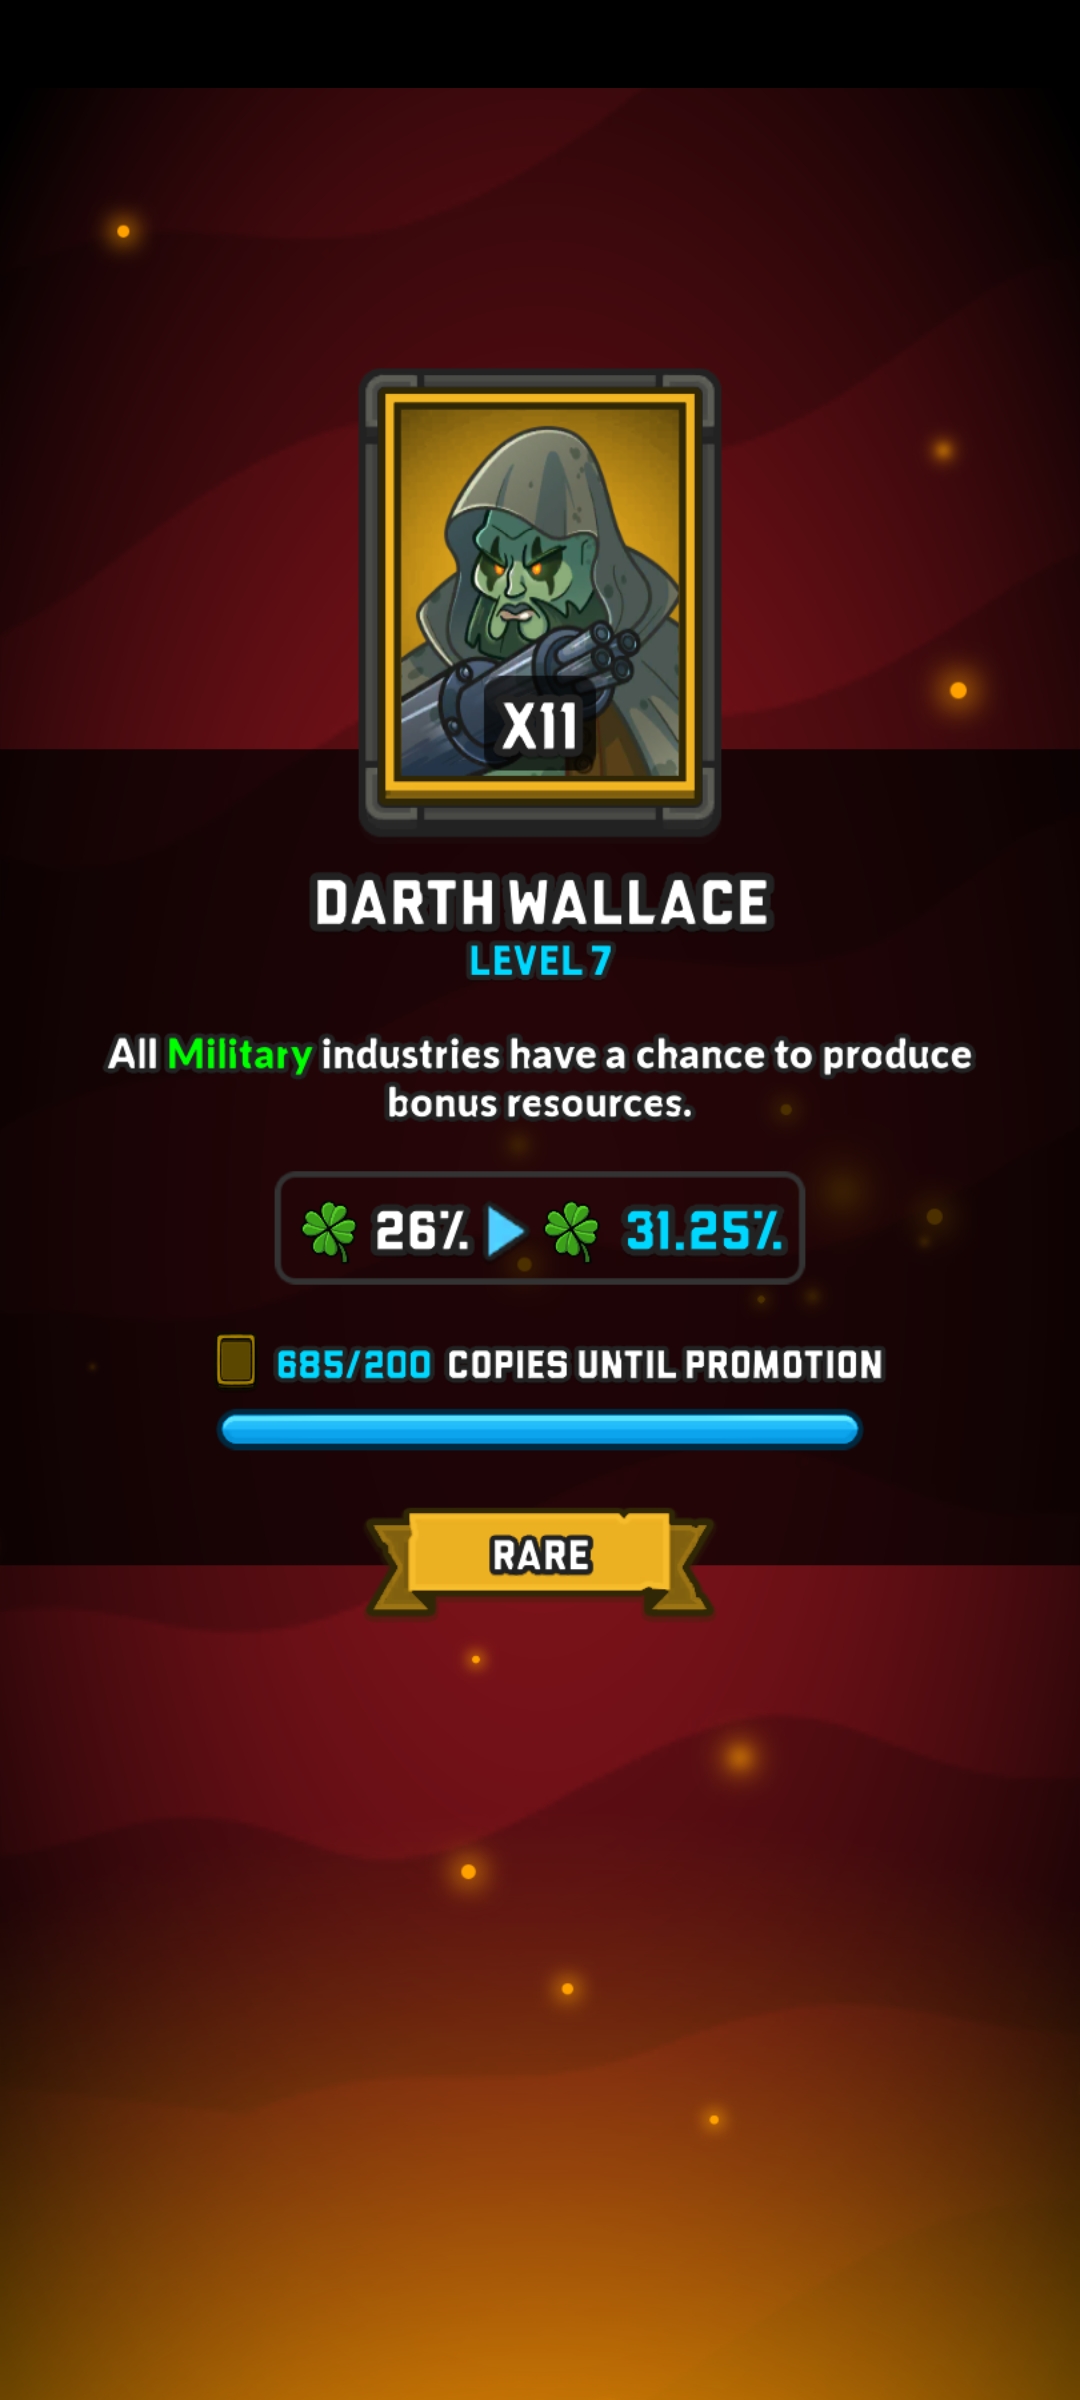 X11
DARTH WALLACE
LEVEL 7
All Military industries have a chance to produce
bonus resources.
26% 31.25%
685/200 COPIES UNTIL PROMOTION
RARE